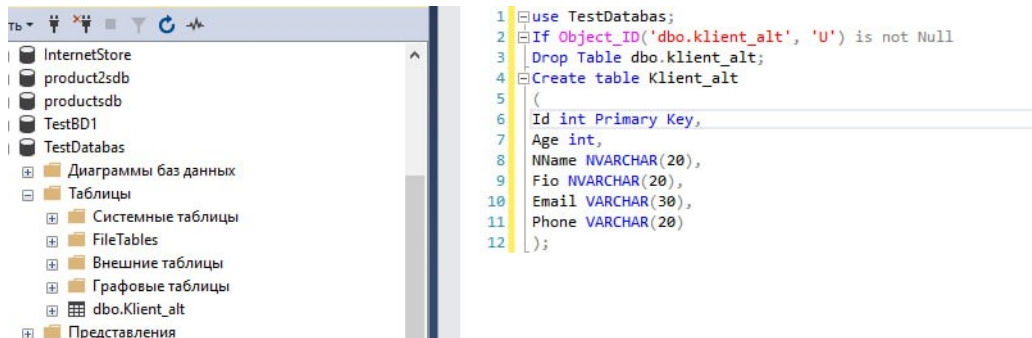 ть
InternetStore
product2sdb
productsdb
TestBD1
TestDatabas
Диаграммы баз данных
Таблицы
Системные таблицы
FileTables
Внешние таблицы
Графовые таблицы
dbo.Klient_alt
Представления
1 use TestDatabas;
2 If Object_ID('dbo.klient_alt', 'U') is not Null
3 Drop Table dbo.klient_alt;
4 Create table Klient_alt
5 (
6 Id int Primary Key,
7 Age int,
8 NName NVARCHAR(20),
9 Fio NVARCHAR(20),
10 Email VARCHAR(30),
11 Phone VARCHAR(20)
12 );